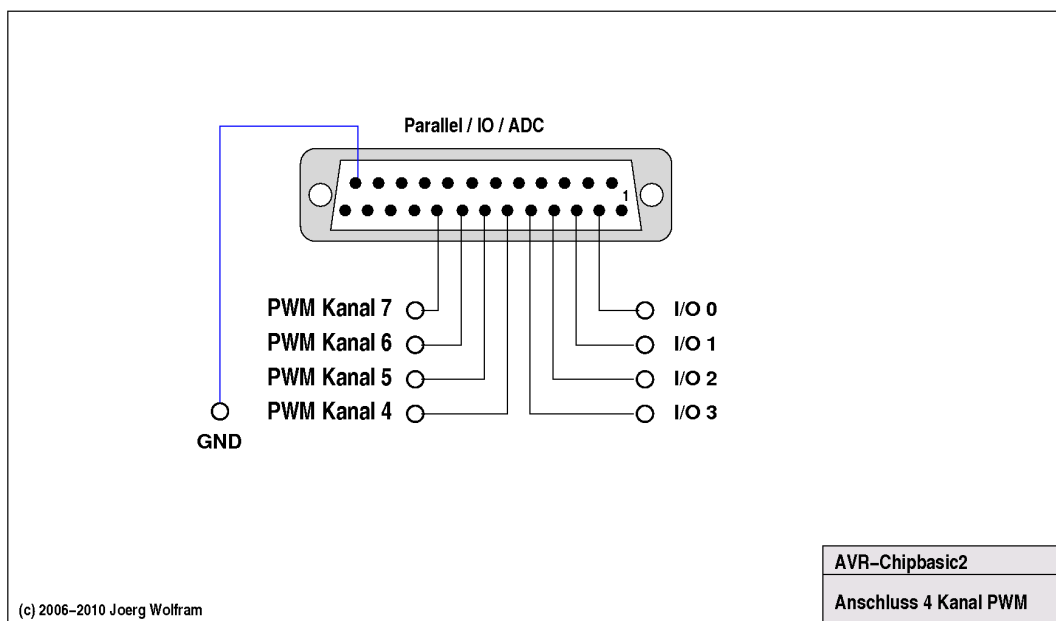 Parallel / IO / ADC
1
PWM Kanal 7
I/O 0
PWM Kanal 6
I/O 1
PWM Kanal 5
I/O 2
PWM Kanal 4
I/O 3
GND
AVR−Chipbasic2
Anschluss 4 Kanal PWM
(c) 2006−2010 Joerg Wolfram